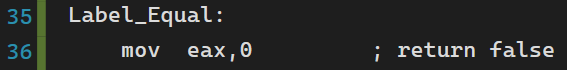 35 Label_Equal:
36 mov eax,0 ; return false